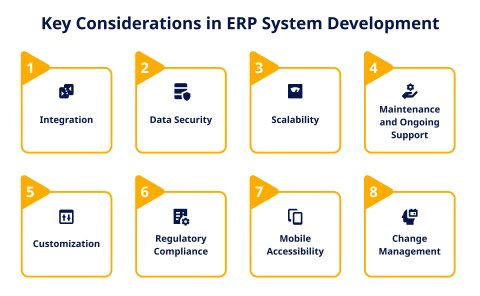 Key Considerations in ERP System Development
1
Integration
2
Data Security
3
Scalability
4
Maintenance
and Ongoing
Support
5
Customization
6
Regulatory
Compliance
7
Mobile
Accessibility
8
Change
Management